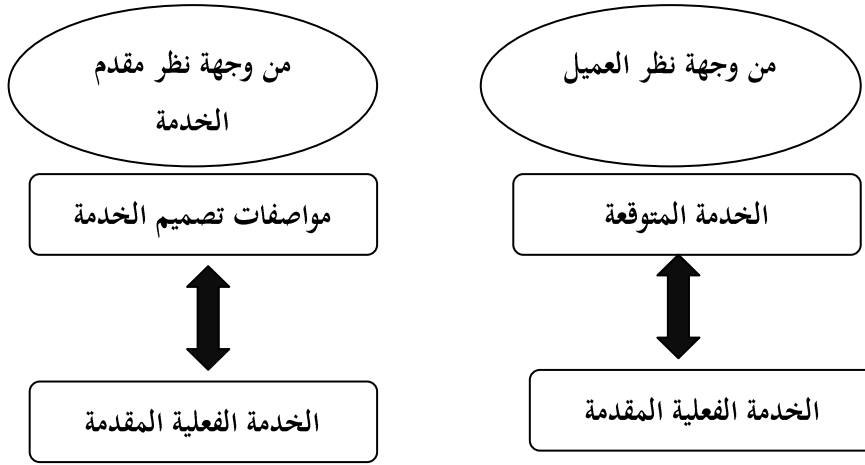 من وجهة نظر العميل
من وجهة نظر مقدم
الخدمة
الخدمة المتوقعة
مواصفات تصميم الخدمة
الخدمة الفعلية المقدمة
الخدمة الفعلية المقدمة